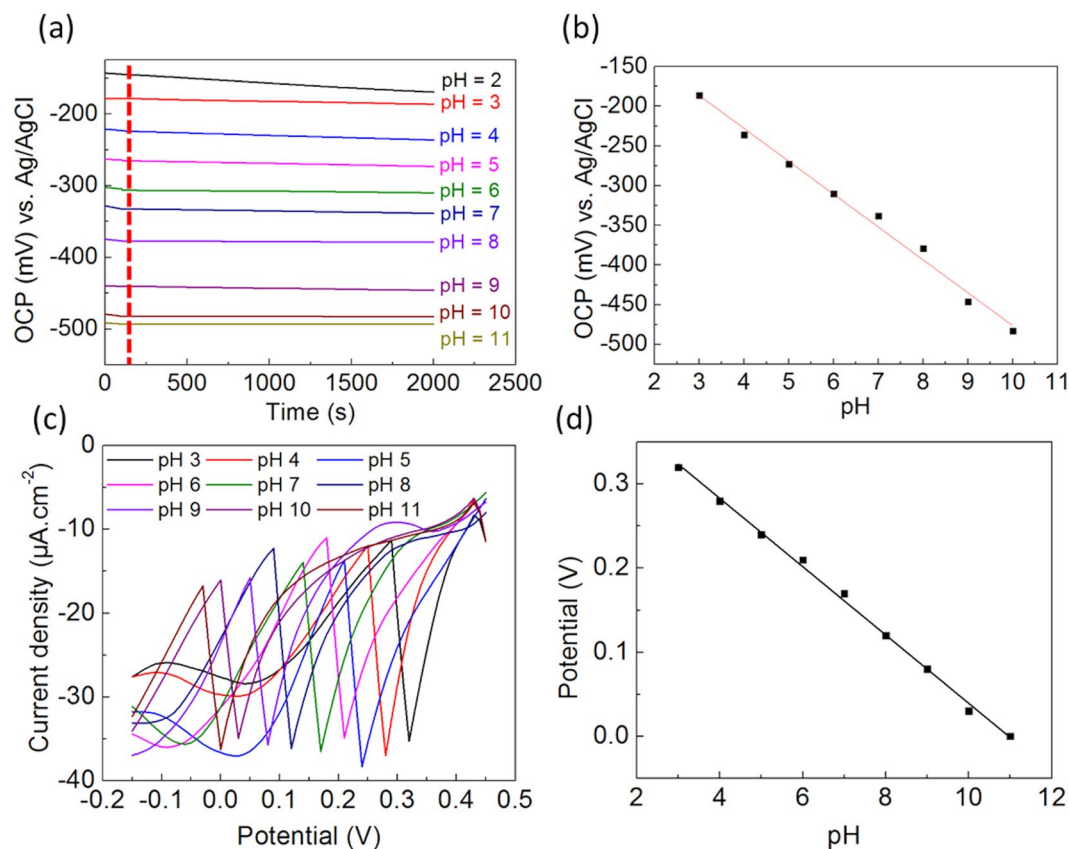 (a)
OCP (mV) vs. Ag/AgCl
-200
-300
-400
-500
pH = 2
pH = 3
pH = 4
pH = 5
pH = 6
pH = 7
pH = 8
pH = 9
pH = 10
pH = 11
0 500 1000 1500 2000 2500
Time (s)
(b)
OCP (mV) vs. Ag/AgCl
-150
-200
-250
-300
-350
-400
-450
-500
2 3 4 5 6 7 8 9 10 11
pH
(c)
Current density (µA.cm-2)
0
-10
-20
-30
-40
pH 3 pH 4 pH 5
pH 6 pH 7 pH 8
pH 9 pH 10 pH 11
-0.2 -0.1 0.0 0.1 0.2 0.3 0.4 0.5
Potential (V)
(d)
Potential (V)
0.3
0.2
0.1
0.0
2 4 6 8 10 12
pH